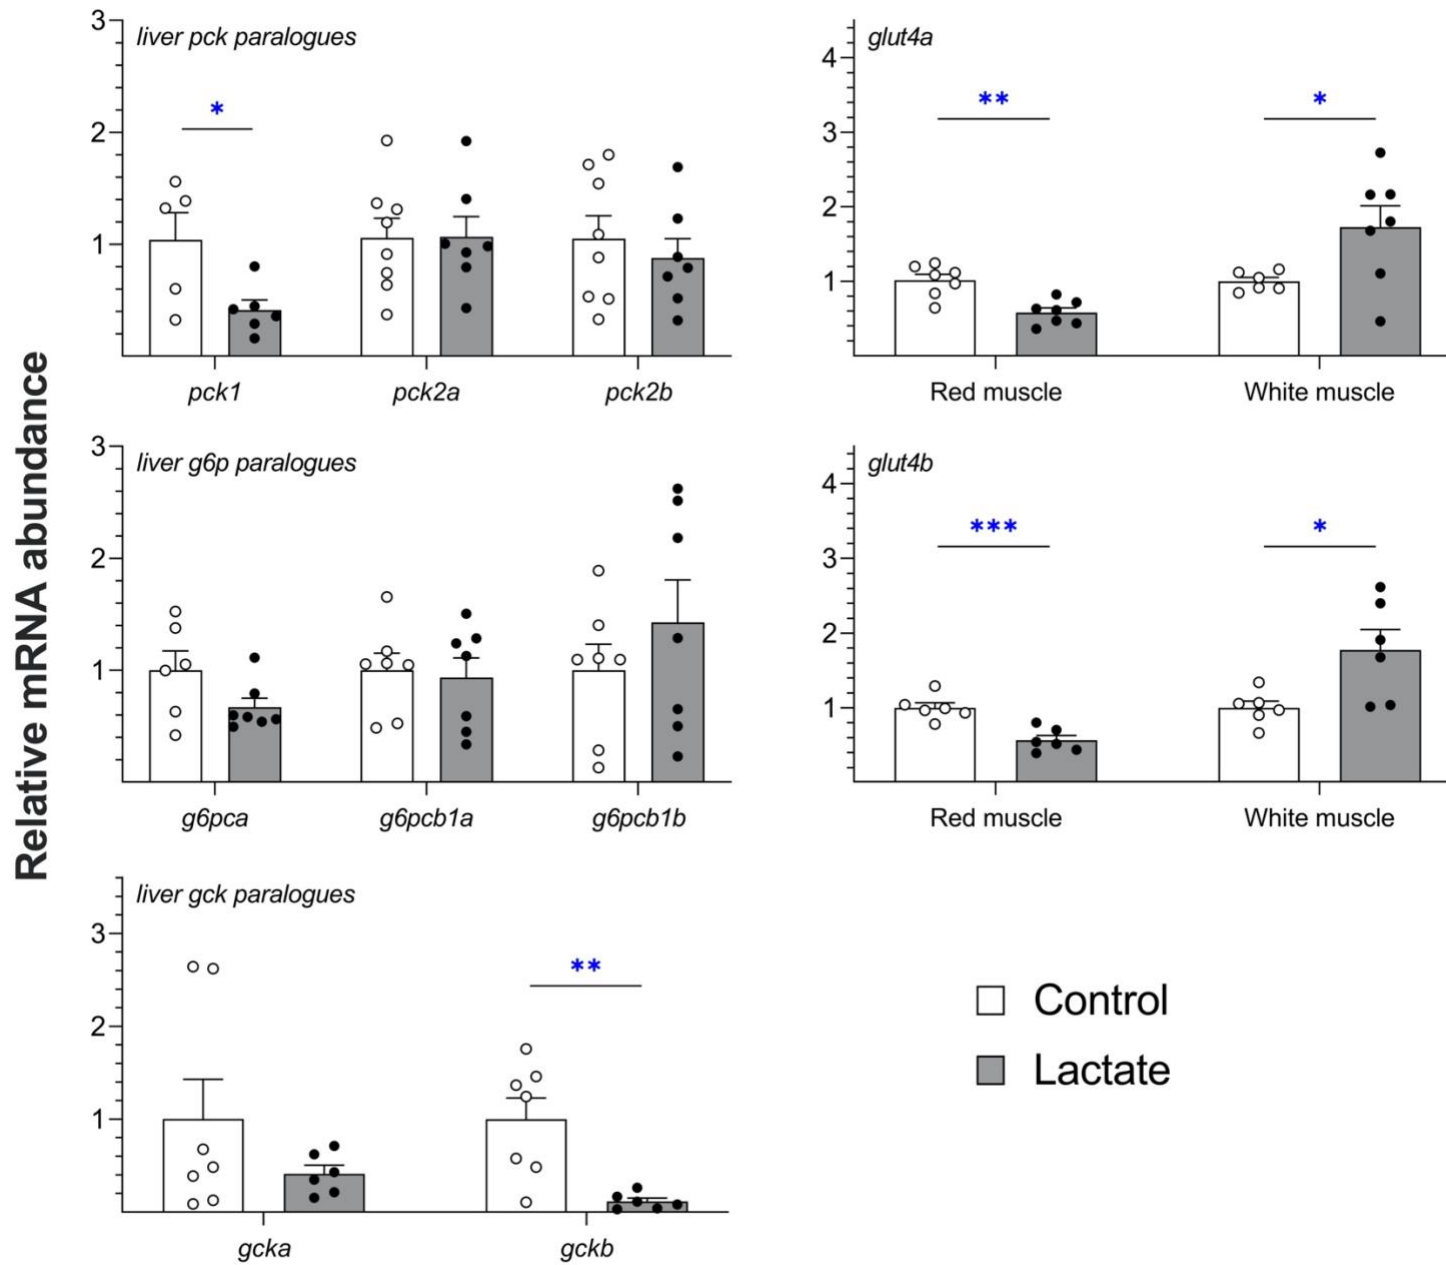 Relative mRNA abundance
liver pck paralogues
3
2
1
*
pck1
pck2a
pck2b
glut4a
4
3
2
1
**
*
Red muscle
White muscle
liver g6p paralogues
3
2
1
g6pca
g6pcb1a
g6pcb1b
glut4b
4
3
2
1
***
*
Red muscle
White muscle
liver gck paralogues
3
2
1
**
gcka
gckb
Control
Lactate